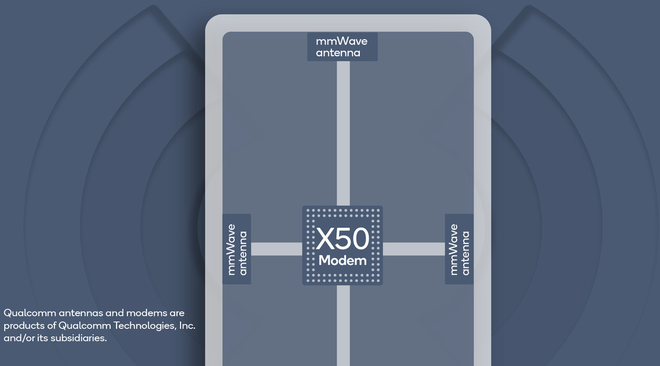 mmWave
antenna
mmWave
antenna
X50
Modem
mmWave
antenna
Qualcomm antennas and modems are
products of Qualcomm Technologies, Inc.
and/or its subsidiaries.